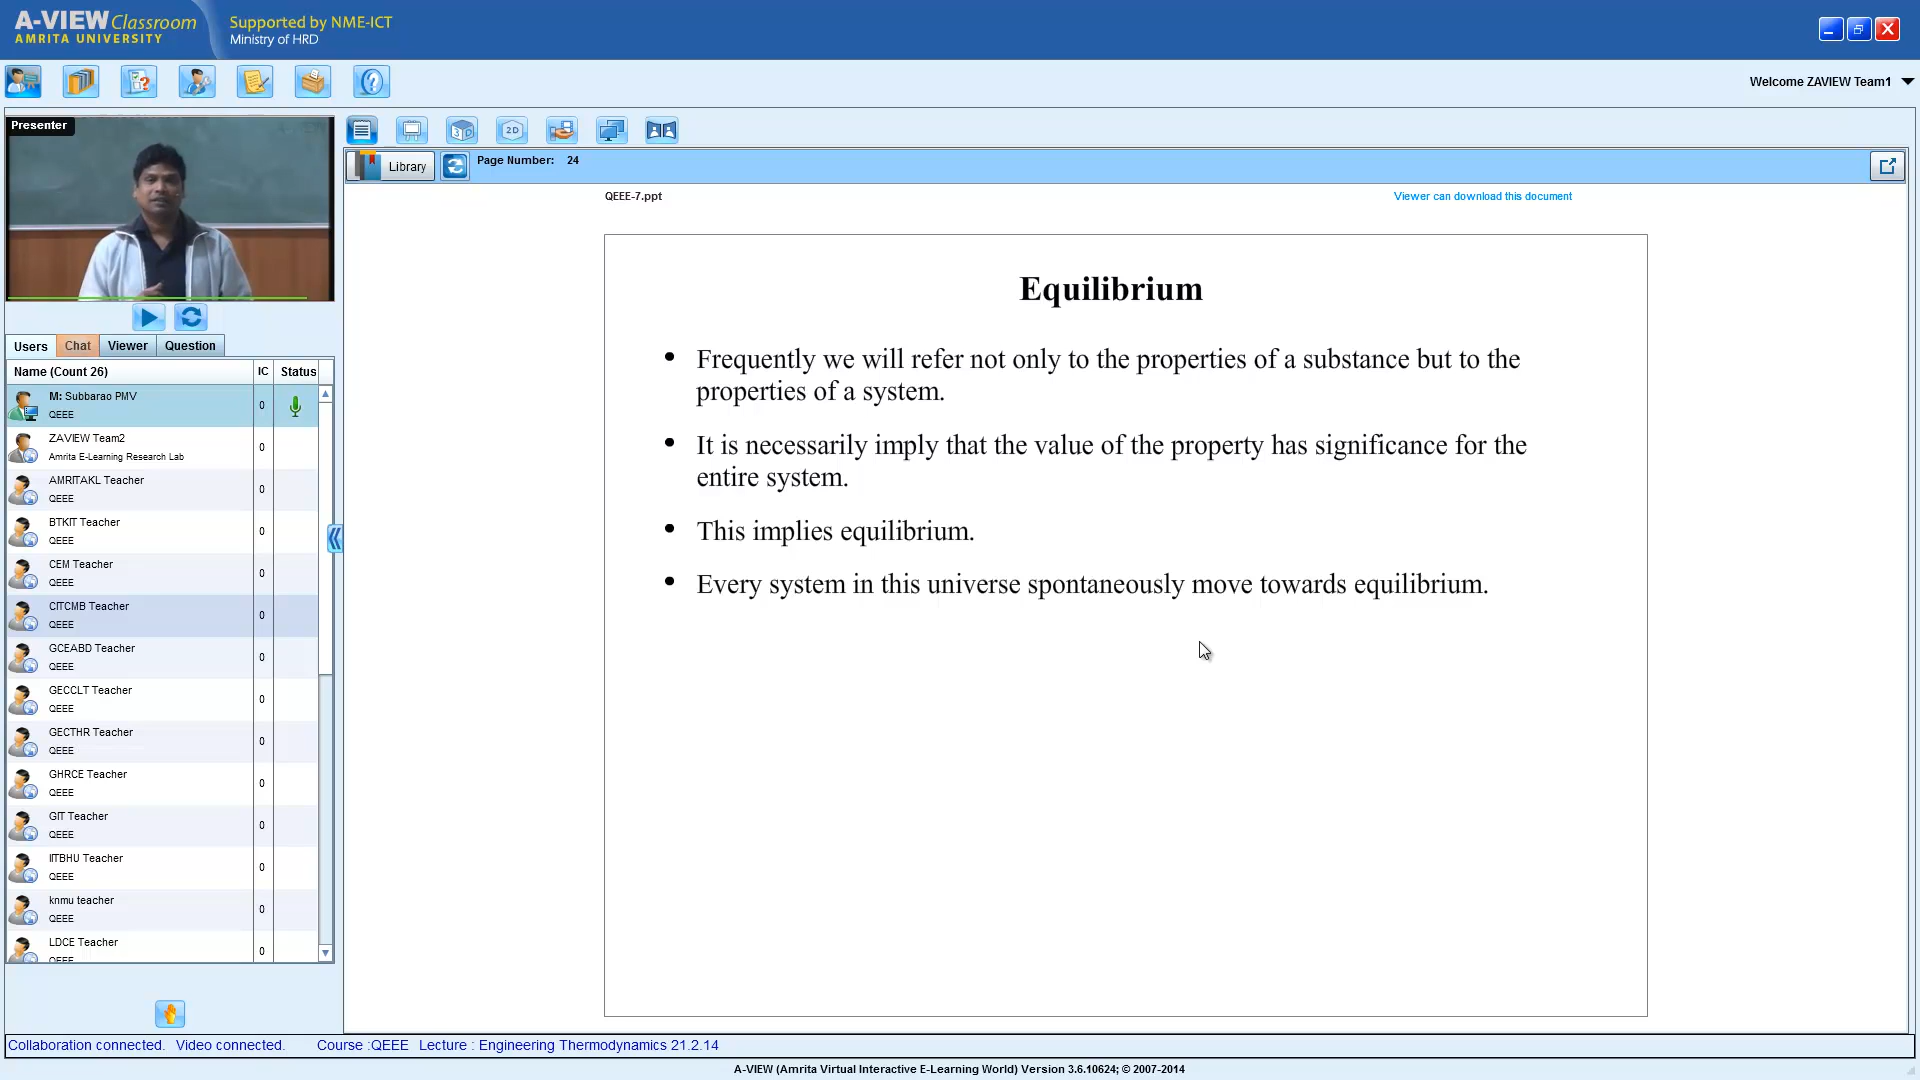 A-VIEW Classroom
AMRITA UNIVERSITY
Supported by NME-ICT
Ministry of HRD
Welcome ZAVIEW Team1
Presenter
Library
Page Number: 24
QEEE-7.ppt
Viewer can download this document
Users Chat Viewer Question
Name (Count 26) IC Status
M: Subbarao PMV
QEEE
0
ZAVIEW Team2
Amrita E-Learning Research Lab
0
AMRITAKL Teacher
QEEE
0
BTKIT Teacher
QEEE
0
CEM Teacher
QEEE
0
CITCMB Teacher
QEEE
0
GCEABD Teacher
QEEE
0
GECCLT Teacher
QEEE
0
GECTHR Teacher
QEEE
0
GHRCE Teacher
QEEE
0
GIT Teacher
QEEE
0
IITBHU Teacher
QEEE
0
knmu teacher
QEEE
0
LDCE Teacher
QEEE
0
Equilibrium
• Frequently we will refer not only to the properties of a substance but to the
properties of a system.
• It is necessarily imply that the value of the property has significance for the
entire system.
• This implies equilibrium.
• Every system in this universe spontaneously move towards equilibrium.
3D
2D
Collaboration connected. Video connected. Course :QEEE Lecture : Engineering Thermodynamics 21.2.14
A-VIEW (Amrita Virtual Interactive E-Learning World) Version 3.6.10624; © 2007-2014